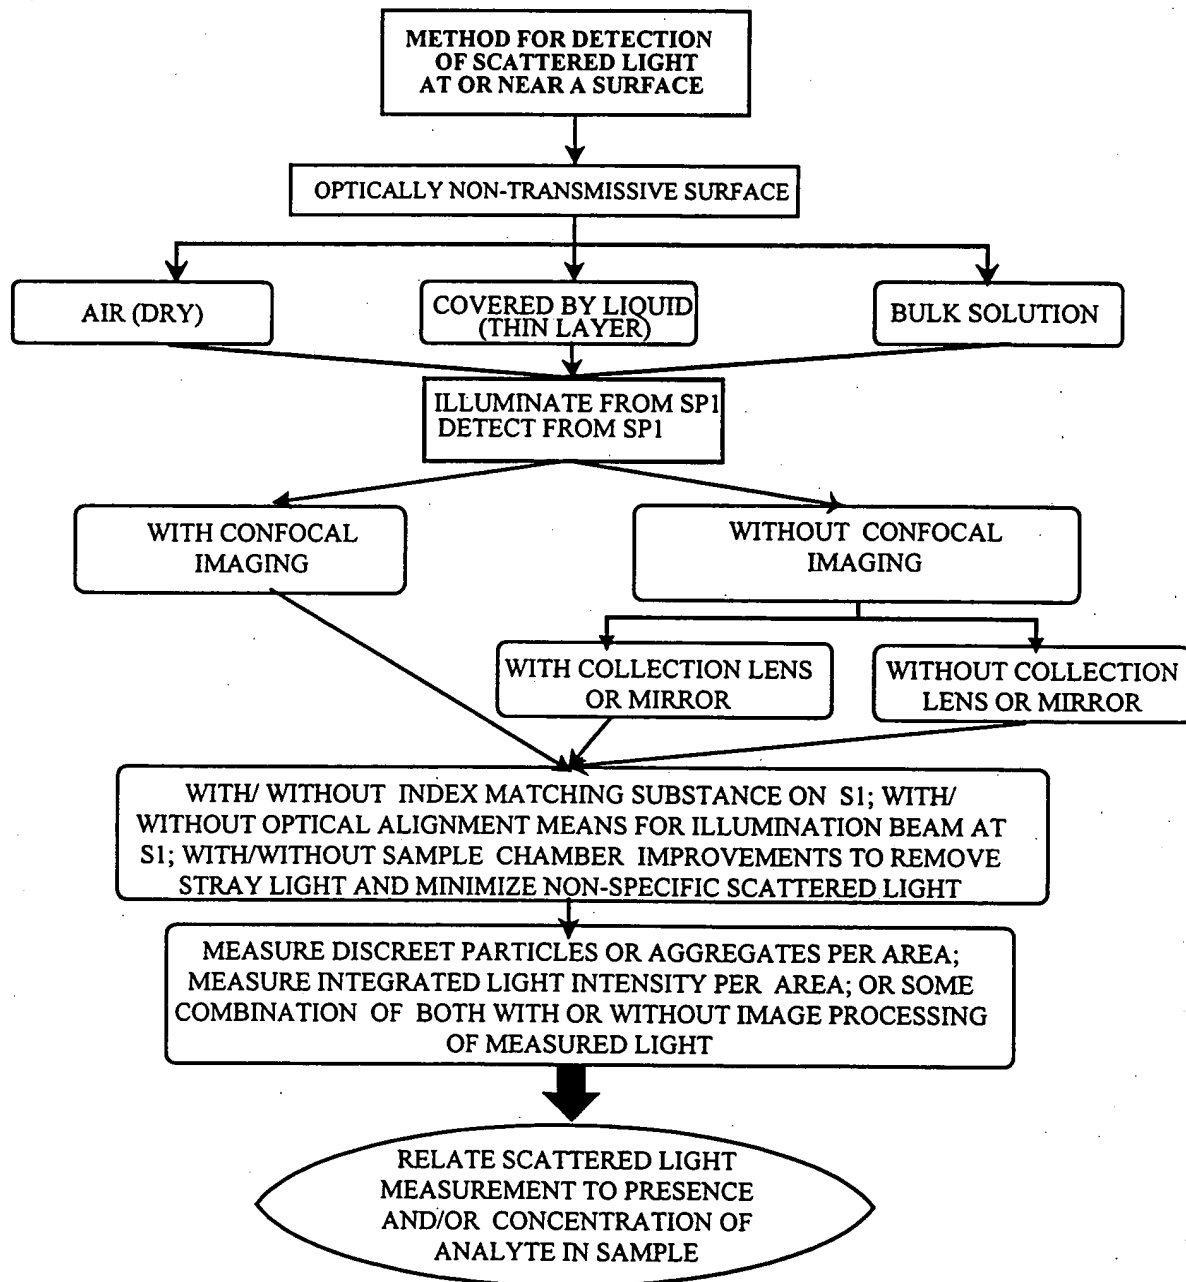 METHOD FOR DETECTION
OF SCATTERED LIGHT
AT OR NEAR A SURFACE
OPTICALLY NON-TRANSMISSIVE SURFACE
AIR (DRY)
COVERED BY LIQUID
(THIN LAYER)
BULK SOLUTION
ILLUMINATE FROM SP1
DETECT FROM SP1
WITH CONFOCAL
IMAGING
WITHOUT CONFOCAL
IMAGING
WITH COLLECTION LENS
OR MIRROR
WITHOUT COLLECTION
LENS OR MIRROR
WITH/ WITHOUT INDEX MATCHING SUBSTANCE ON S1; WITH/
WITHOUT OPTICAL ALIGNMENT MEANS FOR ILLUMINATION BEAM AT
S1; WITH/WITHOUT SAMPLE CHAMBER IMPROVEMENTS TO REMOVE
STRAY LIGHT AND MINIMIZE NON-SPECIFIC SCATTERED LIGHT
MEASURE DISCREET PARTICLES OR AGGREGATES PER AREA;
MEASURE INTEGRATED LIGHT INTENSITY PER AREA; OR SOME
COMBINATION OF BOTH WITH OR WITHOUT IMAGE PROCESSING
OF MEASURED LIGHT
RELATE SCATTERED LIGHT
MEASUREMENT TO PRESENCE
AND/OR CONCENTRATION OF
ANALYTE IN SAMPLE